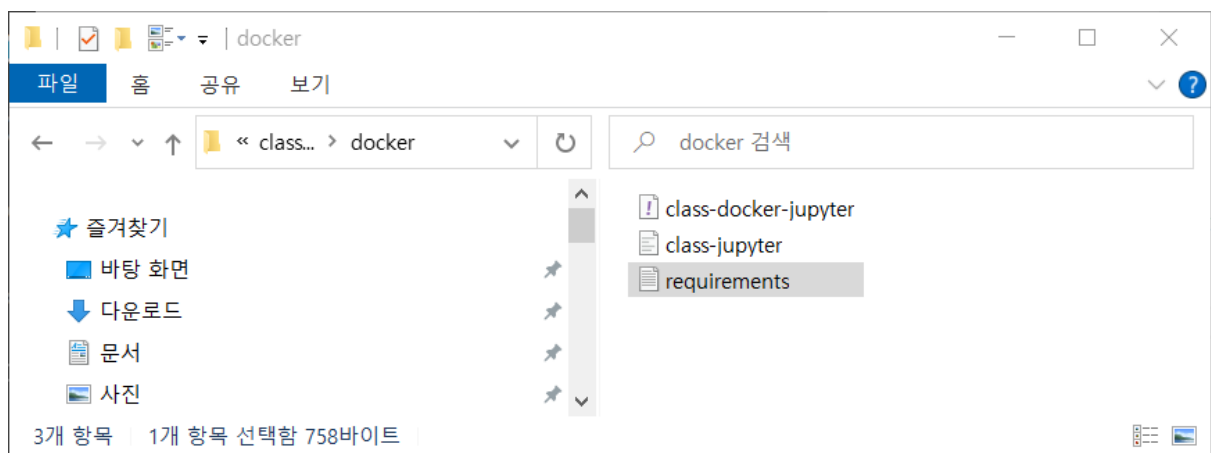 docker
파일 홈 공유 보기
« class... > docker
docker 검색
즐겨찾기
바탕 화면
다운로드
문서
사진
class-docker-jupyter
class-jupyter
requirements
3개 항목 1개 항목 선택함 758바이트